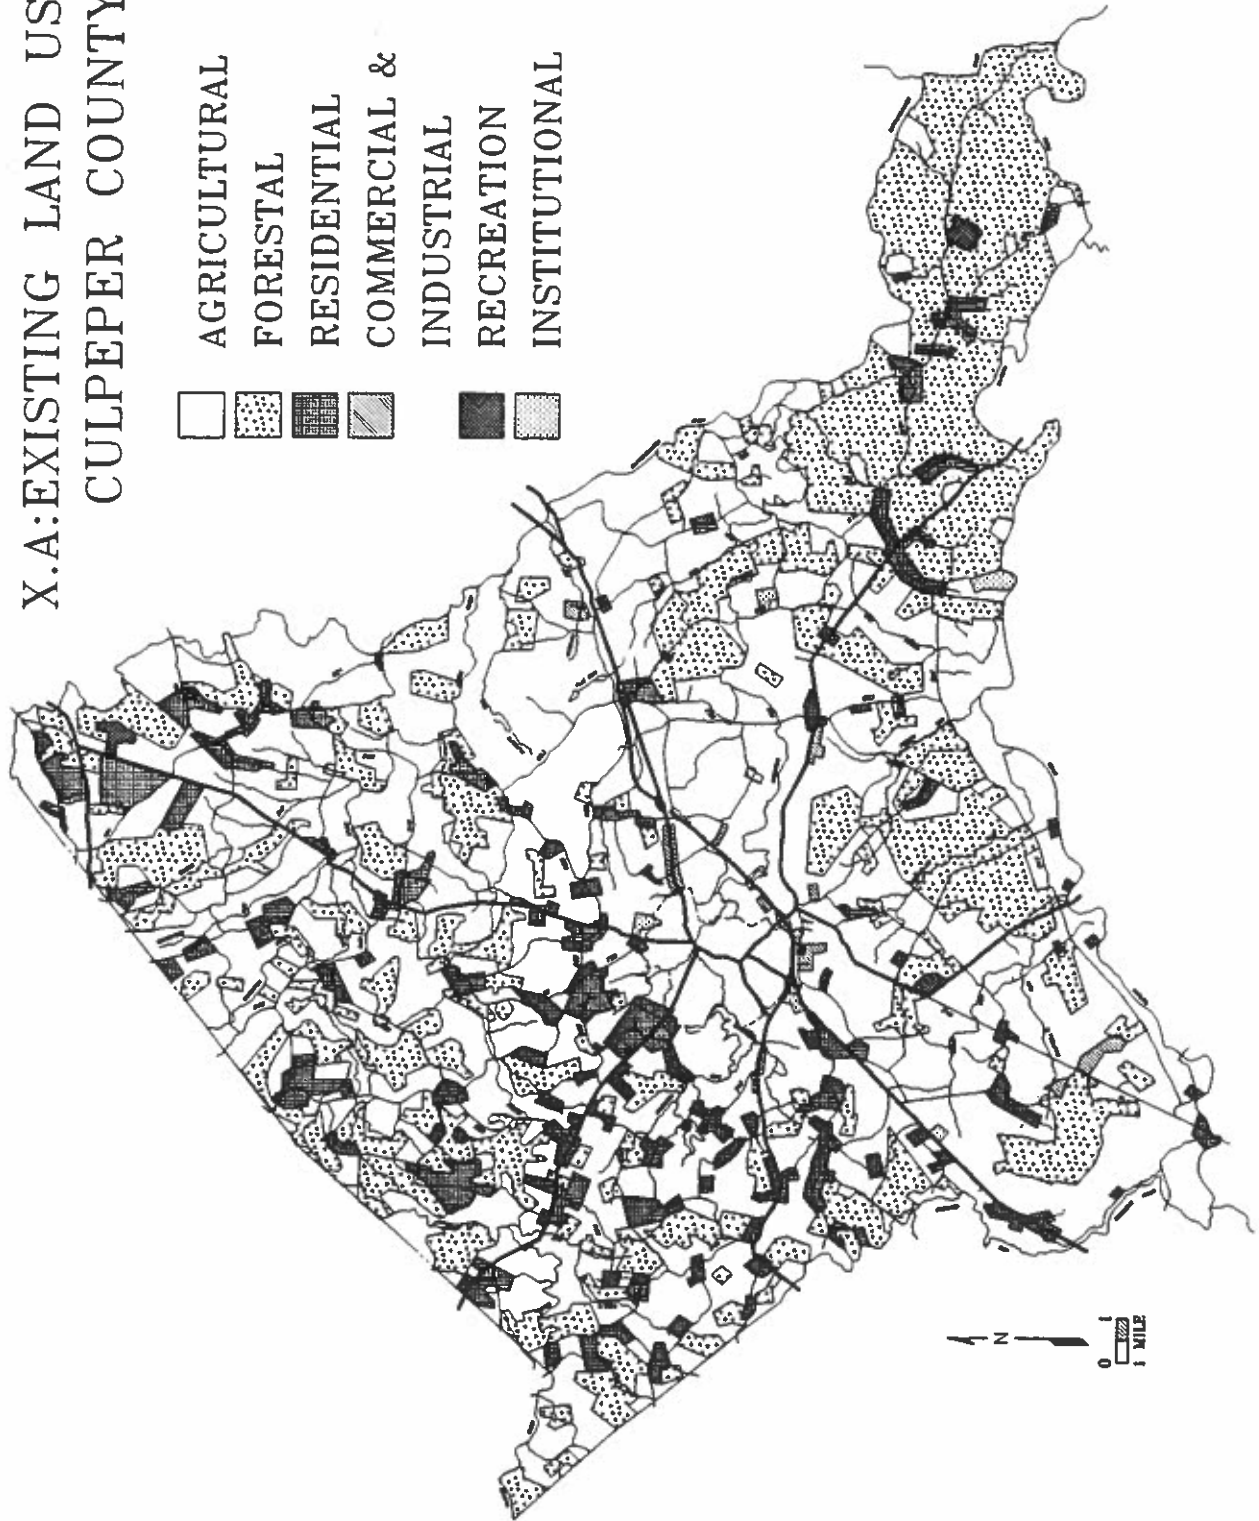 X.A:EXISTING LAND US
CULPEPER COUNTY
AGRICULTURAL
FORESTAL
RESIDENTIAL
COMMERCIAL &
INDUSTRIAL
RECREATION
INSTITUTIONAL
N
0 1
1 MILE